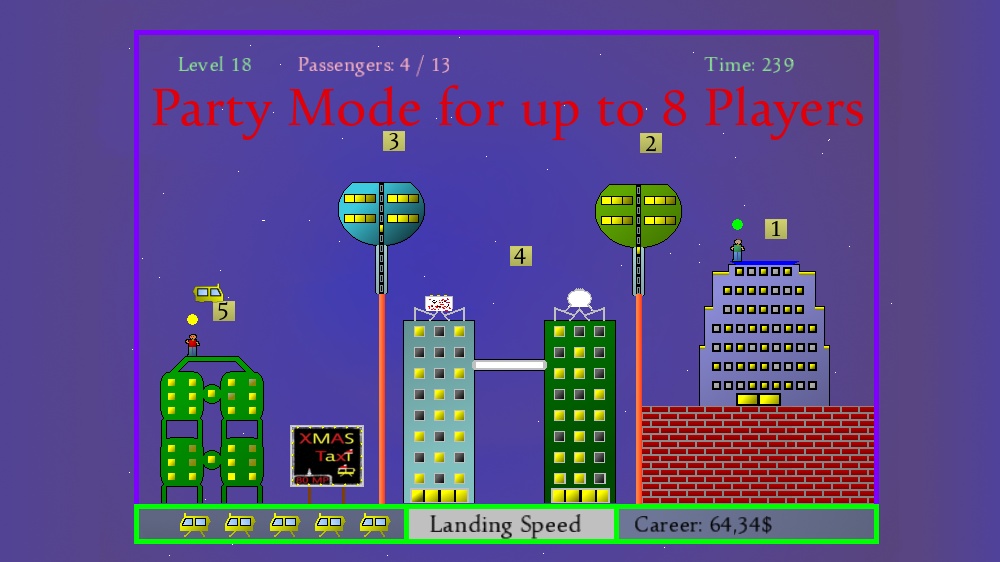 Level 18 Passengers: 4 / 13 Time: 239
Party Mode for up to 8 Players
3
2
1
4
5
XMAS
Taxi
Landing Speed
Career: 64,34$